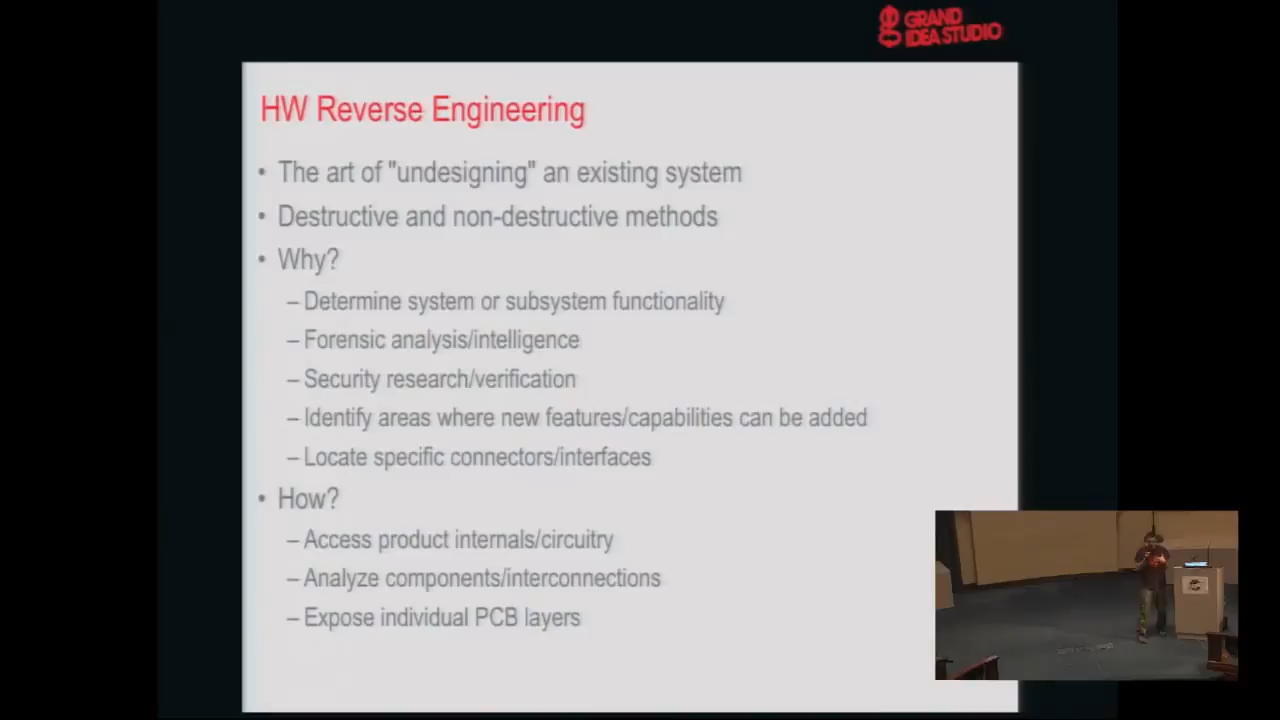 GRAND
IDEA STUDIO
HW Reverse Engineering
• The art of "undesigning" an existing system
• Destructive and non-destructive methods
• Why?
– Determine system or subsystem functionality
– Forensic analysis/intelligence
– Security research/verification
– Identify areas where new features/capabilities can be added
– Locate specific connectors/interfaces
• How?
– Access product internals/circuitry
– Analyze components/interconnections
– Expose individual PCB layers